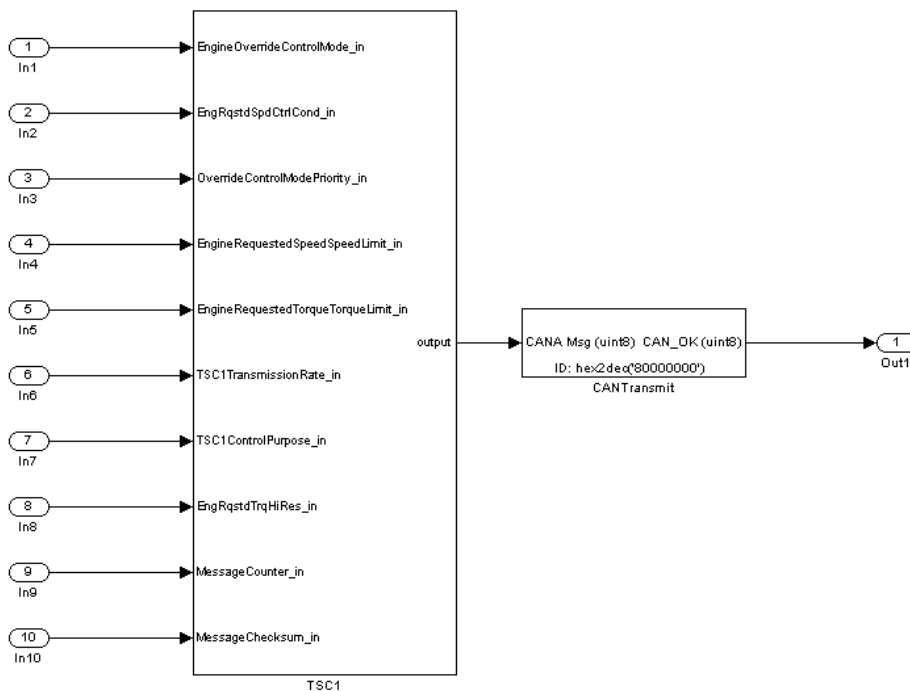 1
In1
EngineOverrideControlMode_in
2
In2
EngRqstdSpdCtrlCond_in
3
In3
OverrideControlModePriority_in
4
In4
EngineRequestedSpeedSpeedLimit_in
5
In5
EngineRequestedTorqueTorqueLimit_in
6
In6
TSC1TransmissionRate_in
7
In7
TSC1ControlPurpose_in
8
In8
EngRqstdTrqHiRes_in
9
In9
MessageCounter_in
10
In10
MessageChecksum_in
output
TSC1
CANA Msg (uint8) CAN_OK (uint8)
ID: hex2dec('80000000')
CANTransmit
1
Out1